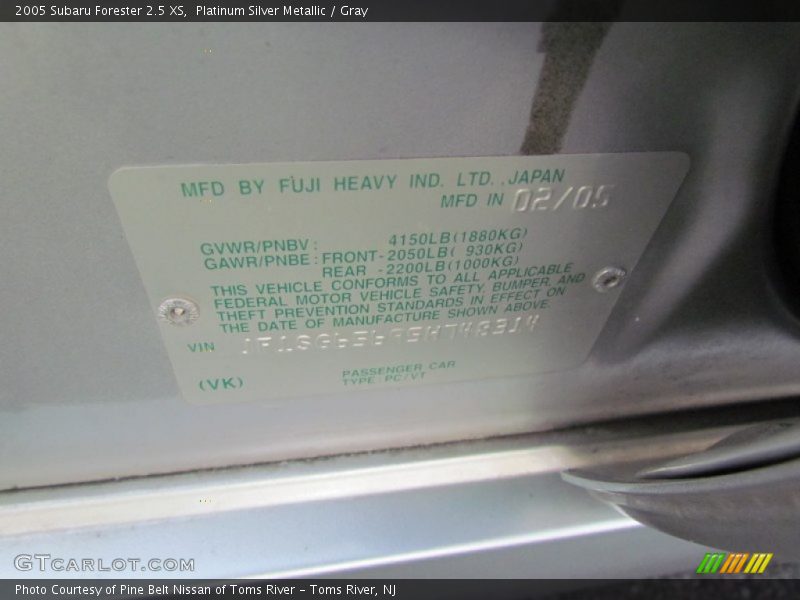 2005 Subaru Forester 2.5 XS, Platinum Silver Metallic / Gray
MFD BY FUJI HEAVY IND. LTD. JAPAN
MFD IN 02/05
GVWR/PNBV: 4150LB(1880KG)
GAWR/PNBE: FRONT-2050LB( 930KG)
REAR -2200LB(1000KG)
THIS VEHICLE CONFORMS TO ALL APPLICABLE
FEDERAL MOTOR VEHICLE SAFETY, BUMPER, AND
THEFT PREVENTION STANDARDS IN EFFECT ON
THE DATE OF MANUFACTURE SHOWN ABOVE
VIN
(VK)
PASSENGER CAR
TYPE:PC/VT
GTCARLOT.COM
Photo Courtesy of Pine Belt Nissan of Toms River – Toms River, NJ